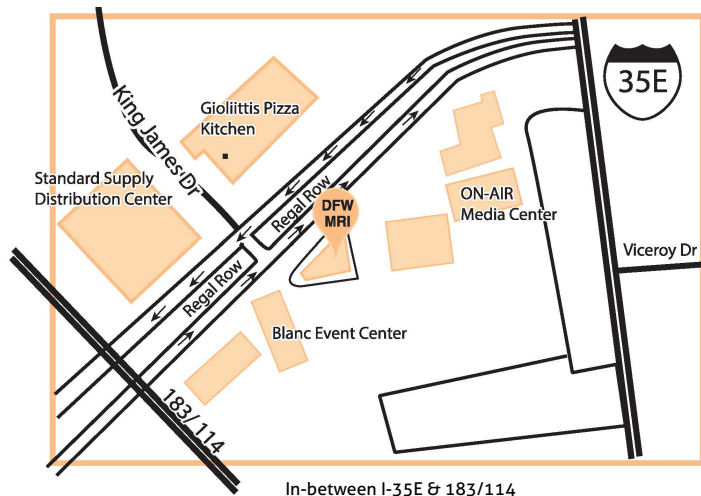 35E
King James Dr
Gioliittis Pizza
Kitchen
Standard Supply
Distribution Center
Regal Row
DFW
MRI
ON-AIR
Media Center
Viceroy Dr
Regal Row
Blanc Event Center
183/114
In-between I-35E & 183/114